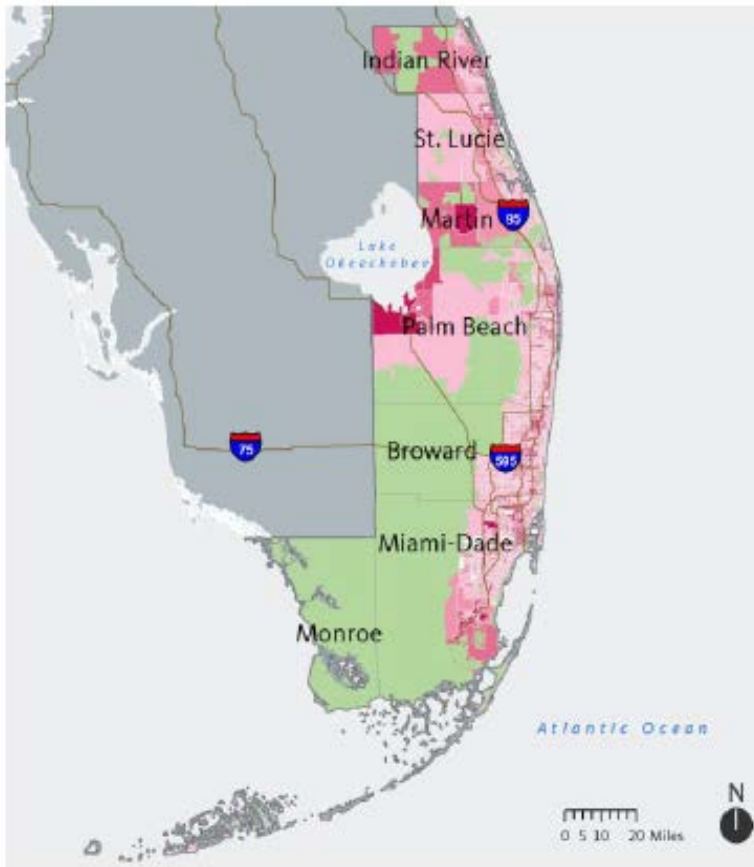 Indian River
St. Lucie
Martin
95
Lake
Okeechobee
Palm Beach
Broward
75
595
Miami-Dade
Monroe
Atlantic Ocean
N
0 5 10 20 Miles